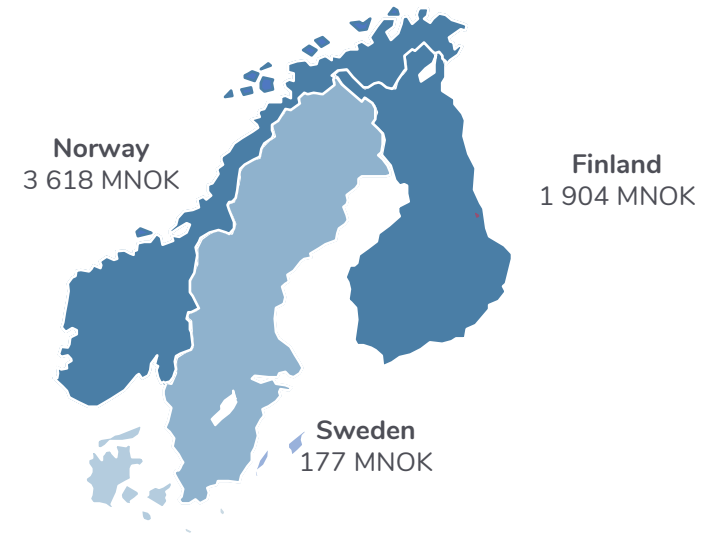 Norway
3 618 MNOK
Finland
1 904 MNOK
Sweden
177 MNOK